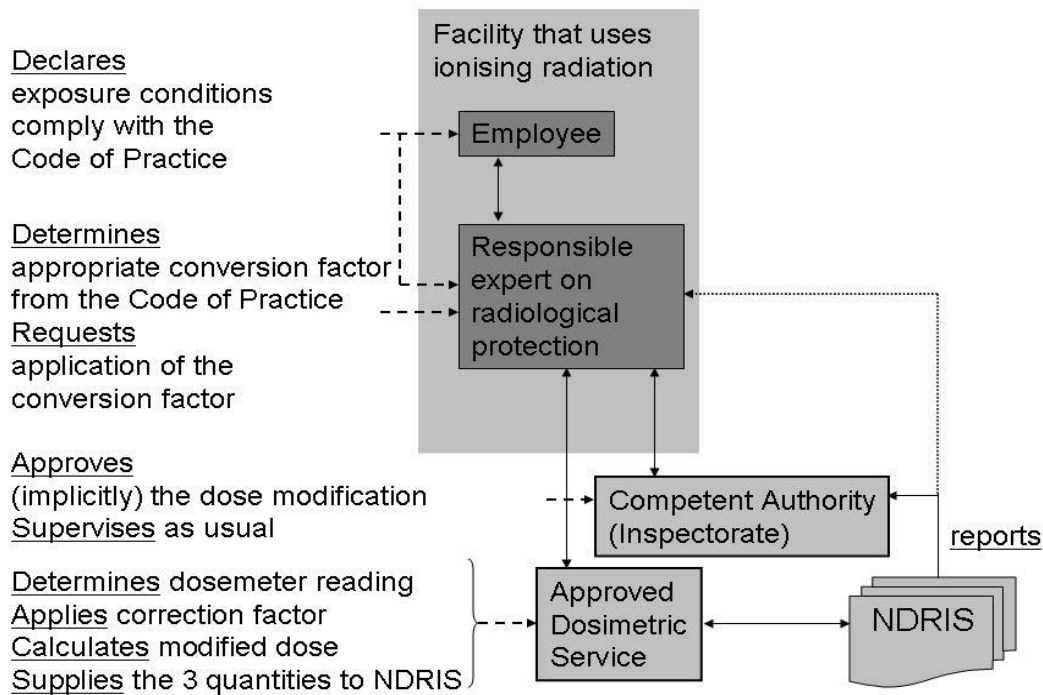 Declares
exposure conditions
comply with the
Code of Practice
Determines
appropriate conversion factor
from the Code of Practice
Requests
application of the
conversion factor
Approves
(implicitly) the dose modification
Supervises as usual
Determines dosemeter reading
Applies correction factor
Calculates modified dose
Supplies the 3 quantities to NDRIS
Facility that uses
ionising radiation
Employee
Responsible
expert on
radiological
protection
Competent Authority
(Inspectorate)
reports
Approved
Dosimetric
Service
NDRIS